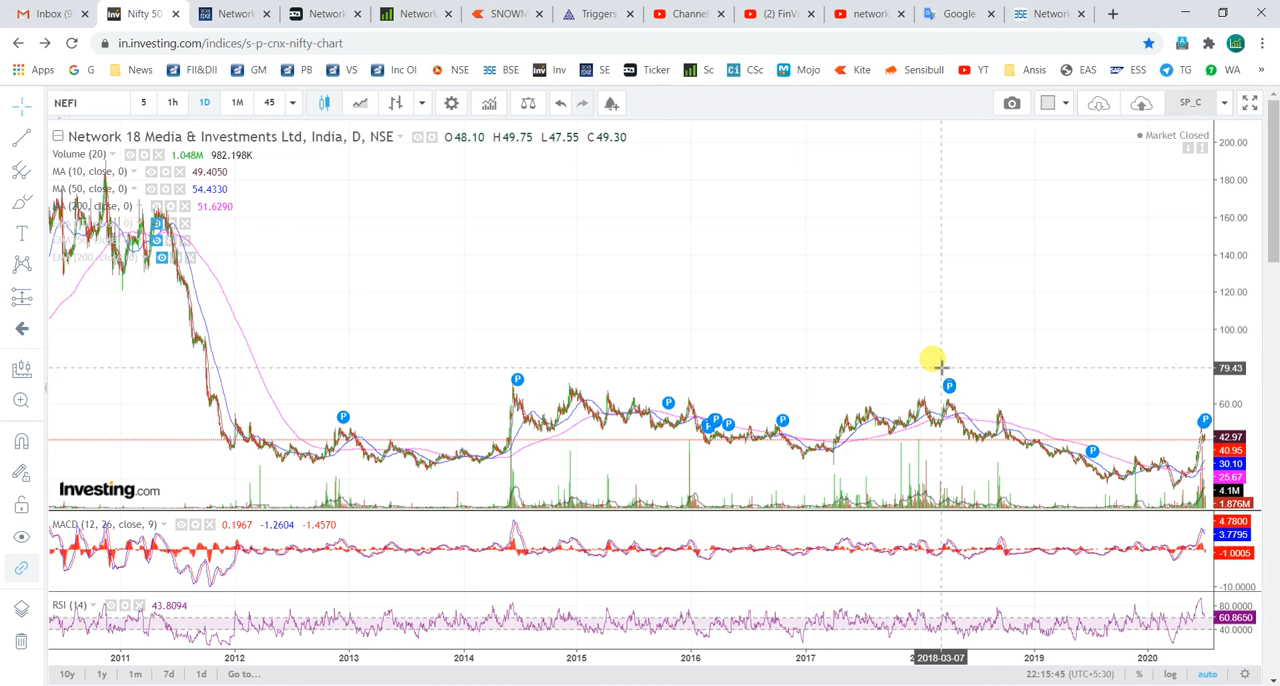 Inbox (9
Nifty 50
Network
Network
Network
SNOWM
Triggers
Channel
(2) FinV
network
Google
Network
in.investing.com/indices/s-p-cnx-nifty-chart
Apps G News FII&DII GM PB VS Inc OI NSE BSE Inv SE Ticker Sc CSc Mojo Kite Sensibull YT Ansis EAS ESS TG WA
NEFI 5 1h 1D 1M 45 SP_C
Network 18 Media & Investments Ltd, India, D, NSE O48.10 H49.75 L47.55 C49.30
Market Closed
Volume (20) 1.048M 982.198K
MA (10, close, 0) 49.4050
MA (50, close, 0) 54.4330
MA (200, close, 0) 51.6290
200.00
180.00
160.00
140.00
120.00
100.00
79.43
60.00
42.97
40.95
30.10
25.67
4.1M
1.876M
P P P P P P P P P
Investing.com
MACD (12, 26, close, 9) 0.1967 -1.2604 -1.4570
4.7800
3.7795
-1.0005
-10.0000
RSI (14) 43.8094
80.0000
60.8650
40.0000
2011 2012 2013 2014 2015 2016 2017 2018-03-07 2019 2020
10y 1y 1m 7d 1d Go to... 22:15:45 (UTC+5:30) % log auto